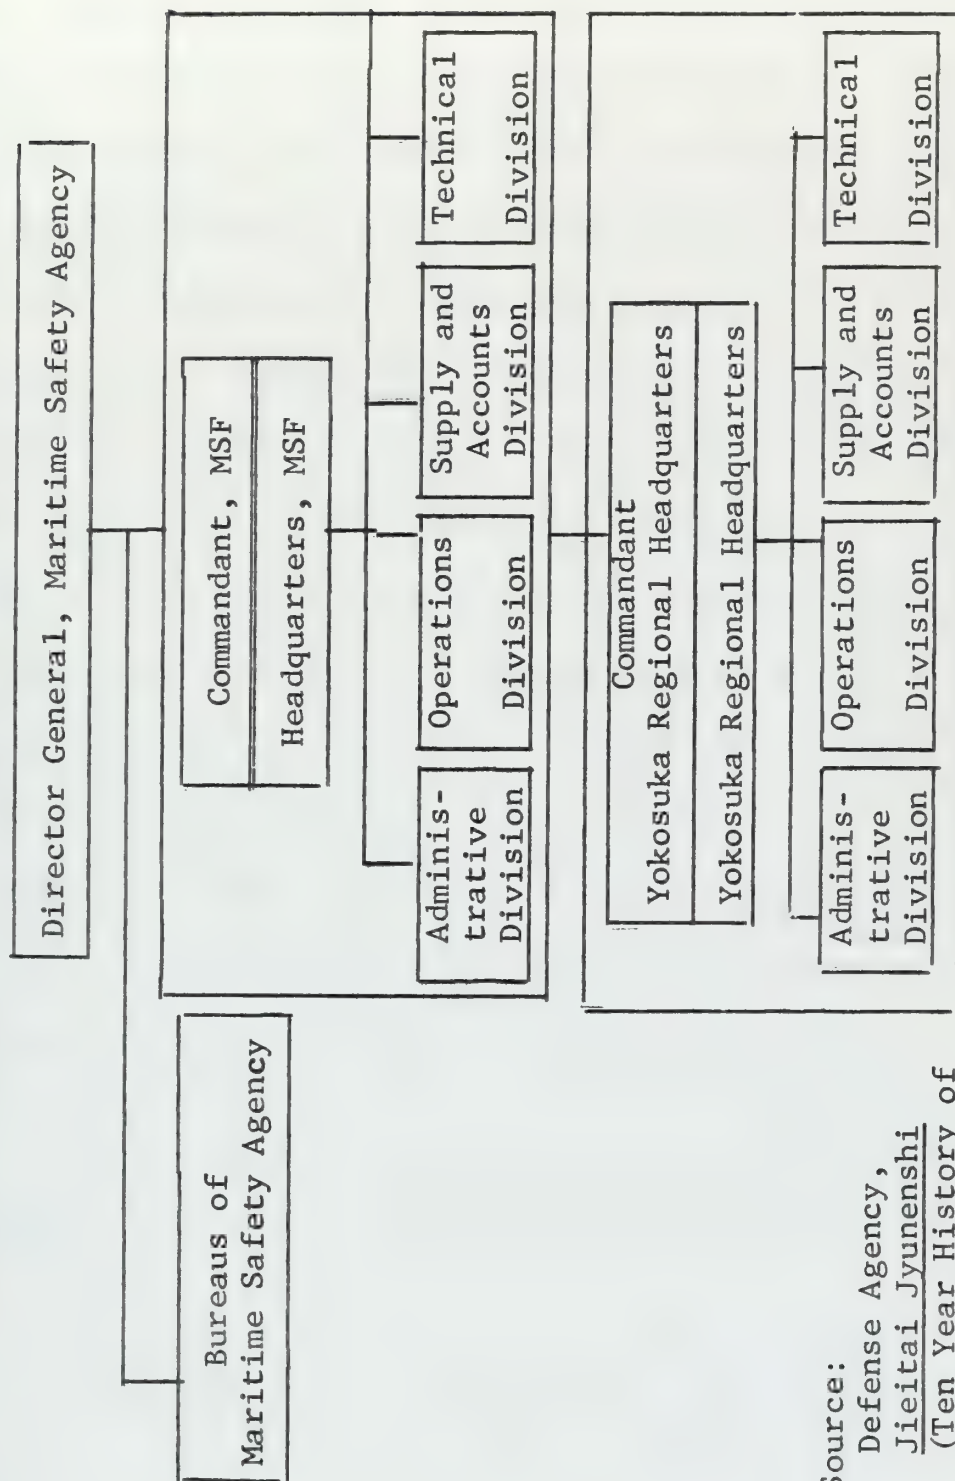 Director General, Maritime Safety Agency
Bureaus of
Maritime Safety Agency
Commandant, MSF
Headquarters, MSF
Adminis-
trative
Division
Operations
Division
Supply and
Accounts
Division
Technical
Division
Commandant
Yokosuka Regional Headquarters
Yokosuka Regional Headquarters
Adminis-
trative
Division
Operations
Division
Supply and
Accounts
Division
Technical
Division
Source:
Defense Agency,
Jieitai Jyunenshi
(Ten Year History of